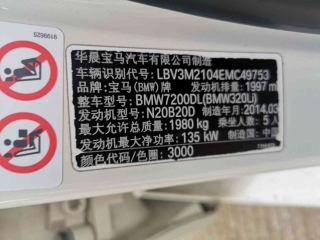 华晨宝马汽车有限公司制造
车辆识别代号: LBV3M2104EMC49753
品牌: 宝马(BMW)牌 发动机排量: 1997 ml
整车型号: BMW7200DL(BMW320Li)
发动机型号: N20B20D 制造年月: 2014.03
最大允许总质量: 1980 kg 乘坐人数: 5 人
发动机最大净功率: 135 kW 制造国: 中国
颜色代码/色圈: 3000
9199625